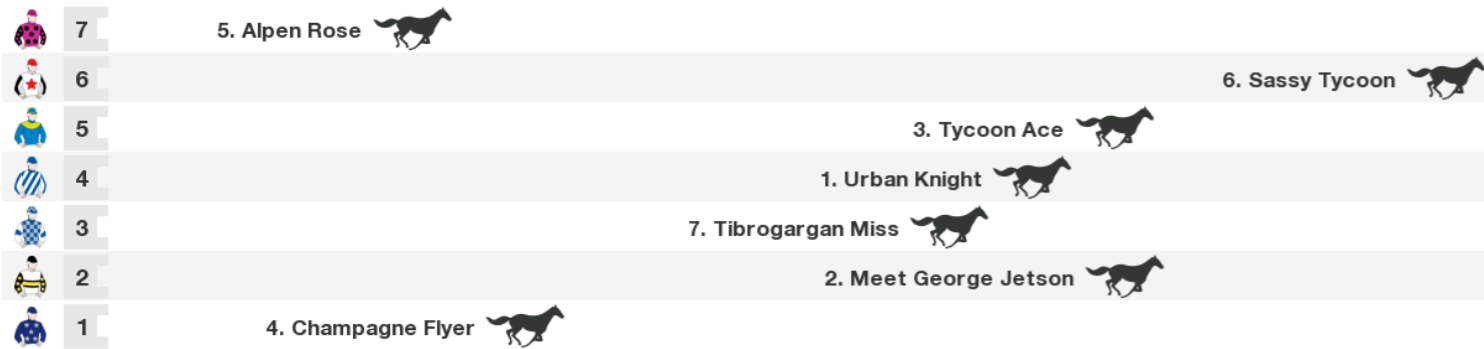 7 5. Alpen Rose
6 6. Sassy Tycoon
5 3. Tycoon Ace
4 1. Urban Knight
3 7. Tibrogargan Miss
2 2. Meet George Jetson
1 4. Champagne Flyer